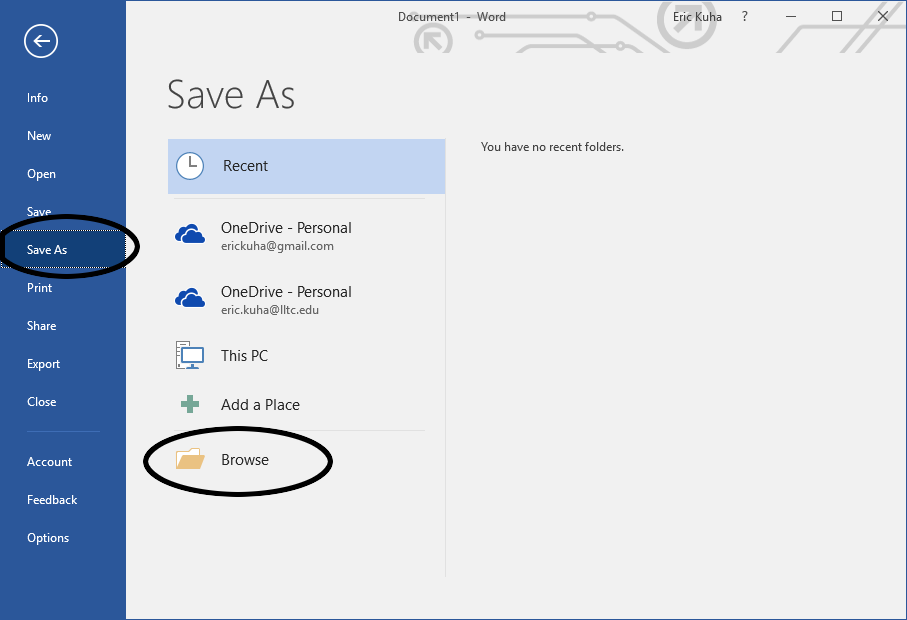 Document1 - Word
Eric Kuha
?
Info
New
Open
Save
Save As
Print
Share
Export
Close
Account
Feedback
Options
Save As
Recent
OneDrive - Personal
erickuha@gmail.com
OneDrive - Personal
eric.kuha@lltc.edu
This PC
Add a Place
Browse
You have no recent folders.